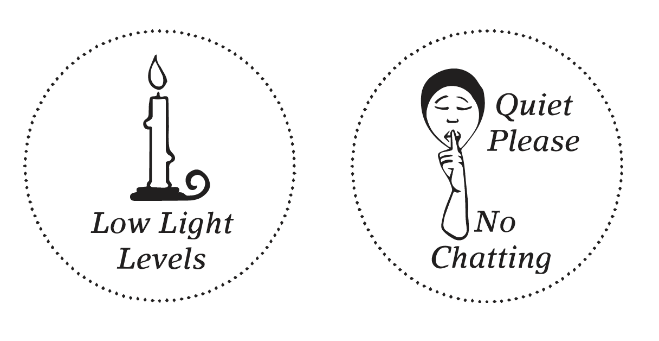 Low Light
Levels
Quiet
Please
No
Chatting